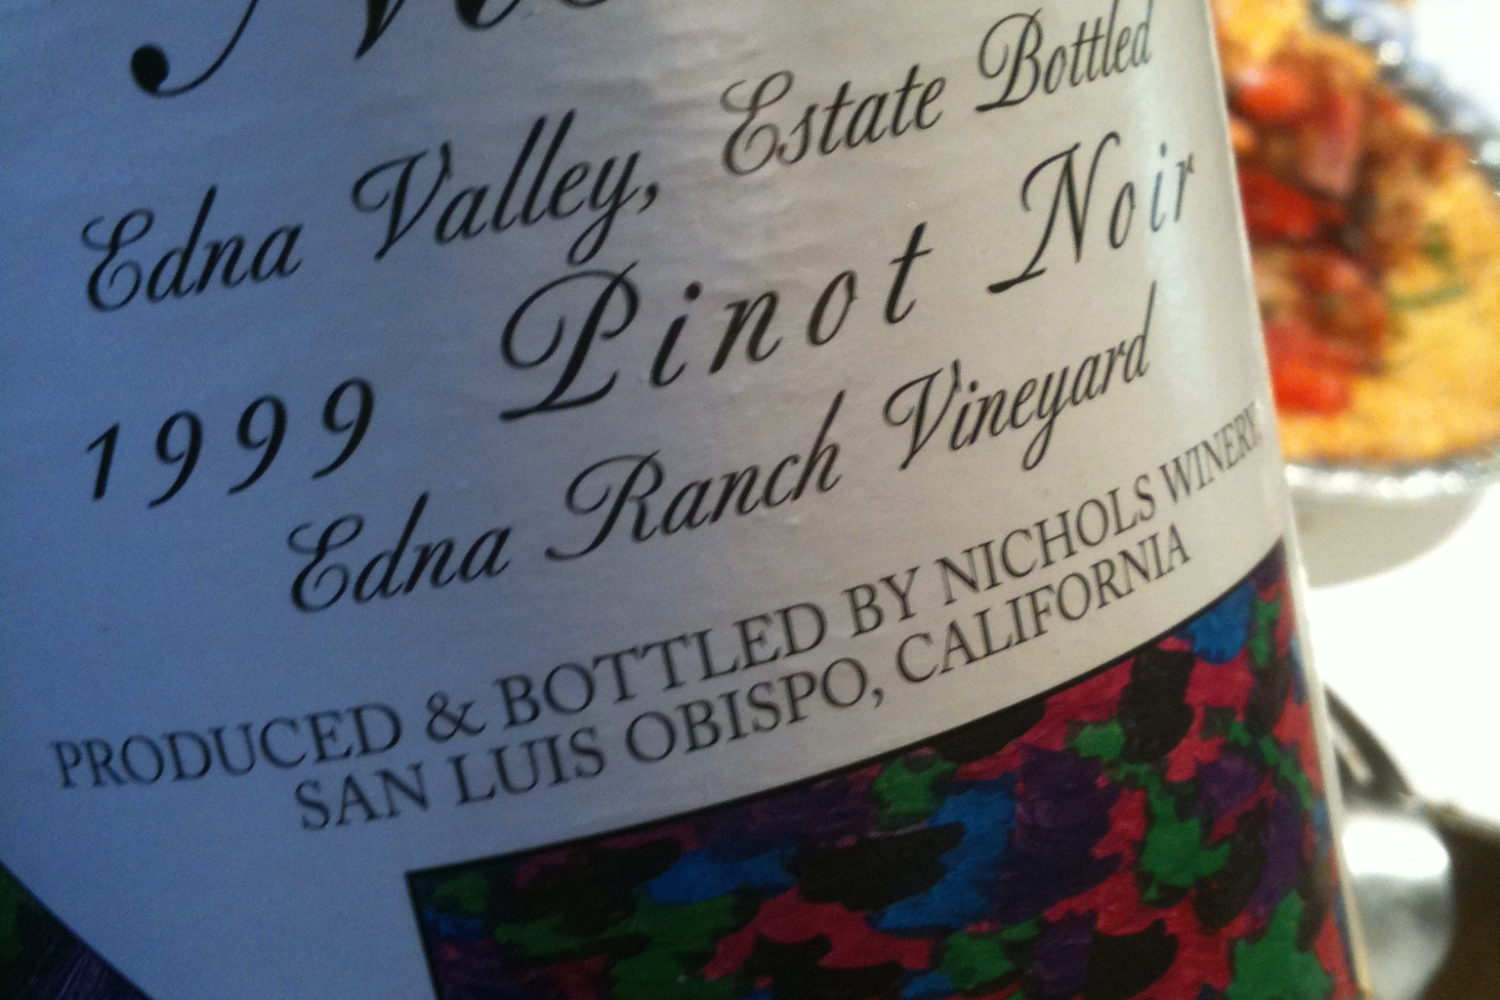 Edna Valley, Estate Bottled
1999 Pinot Noir
Edna Ranch Vineyard
PRODUCED & BOTTLED BY NICHOLS WINERY,
SAN LUIS OBISPO, CALIFORNIA